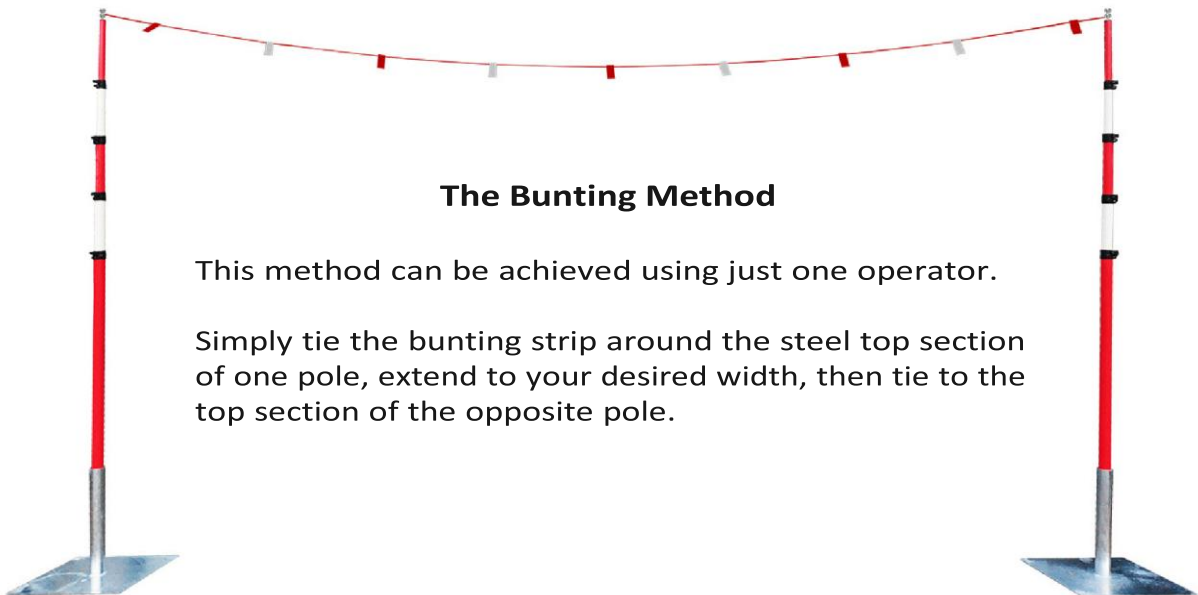 The Bunting Method
This method can be achieved using just one operator.
Simply tie the bunting strip around the steel top section
of one pole, extend to your desired width, then tie to the
top section of the opposite pole.